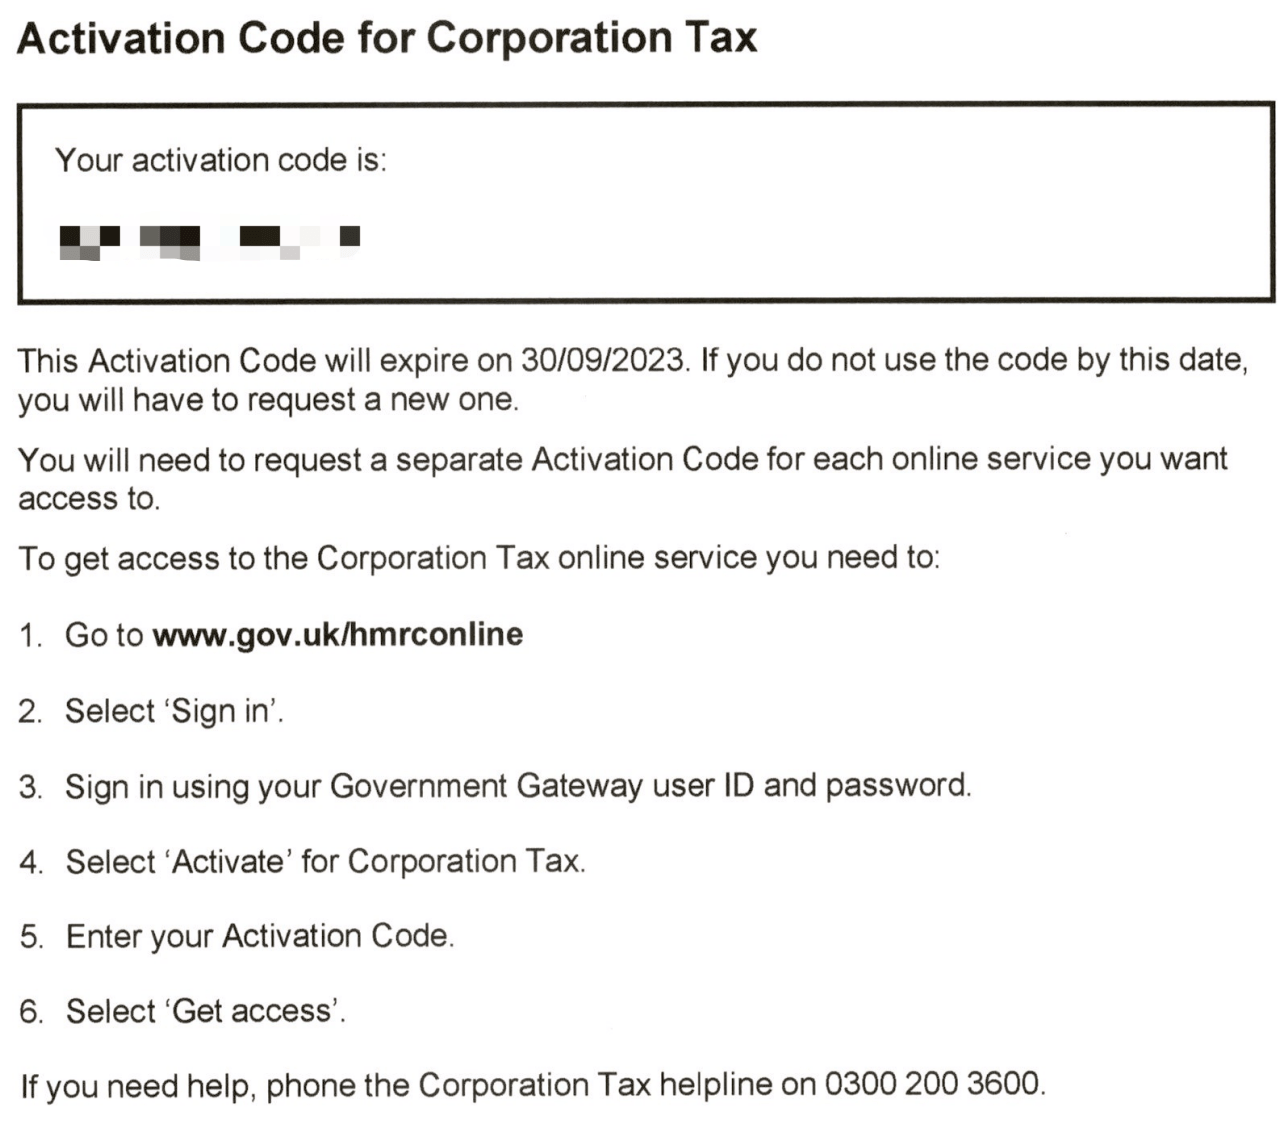 Activation Code for Corporation Tax
Your activation code is:
This Activation Code will expire on 30/09/2023. If you do not use the code by this date,
you will have to request a new one.
You will need to request a separate Activation Code for each online service you want
access to.
To get access to the Corporation Tax online service you need to:
1. Go to www.gov.uk/hmrconline
2. Select ‘Sign in’.
3. Sign in using your Government Gateway user ID and password.
4. Select ‘Activate’ for Corporation Tax.
5. Enter your Activation Code.
6. Select ‘Get access’.
If you need help, phone the Corporation Tax helpline on 0300 200 3600.